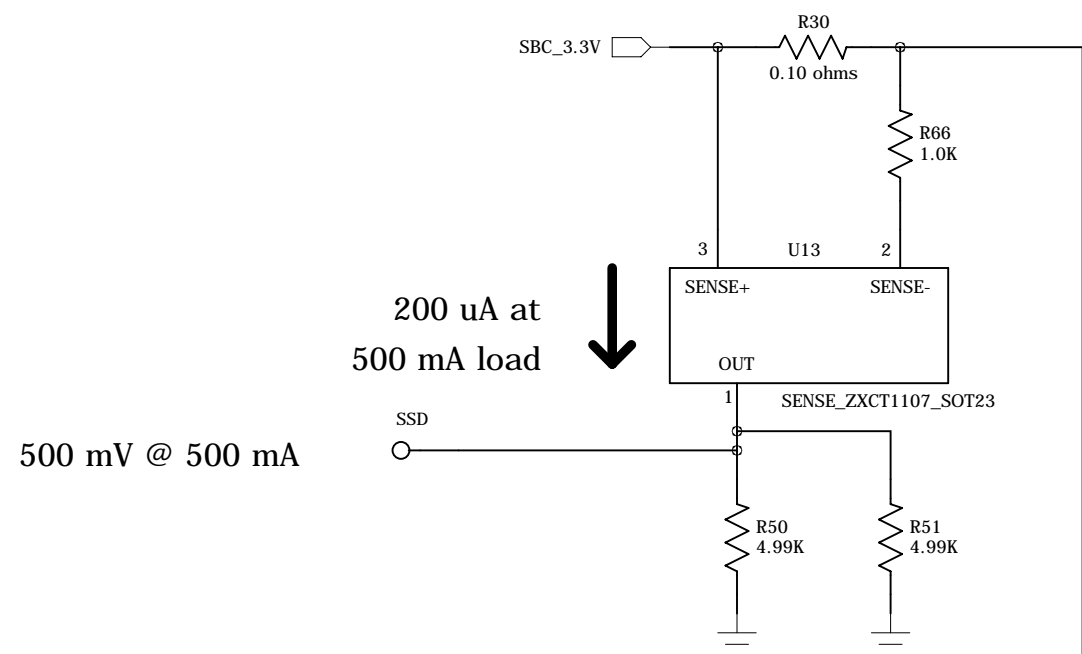 R30
SBC_3.3V
0.10 ohms
R66
1.0K
3
U13
2
SENSE+
SENSE-
200 uA at
500 mA load
OUT
1
SENSE_ZXCT1107_SOT23
SSD
500 mV @ 500 mA
R50
4.99K
R51
4.99K